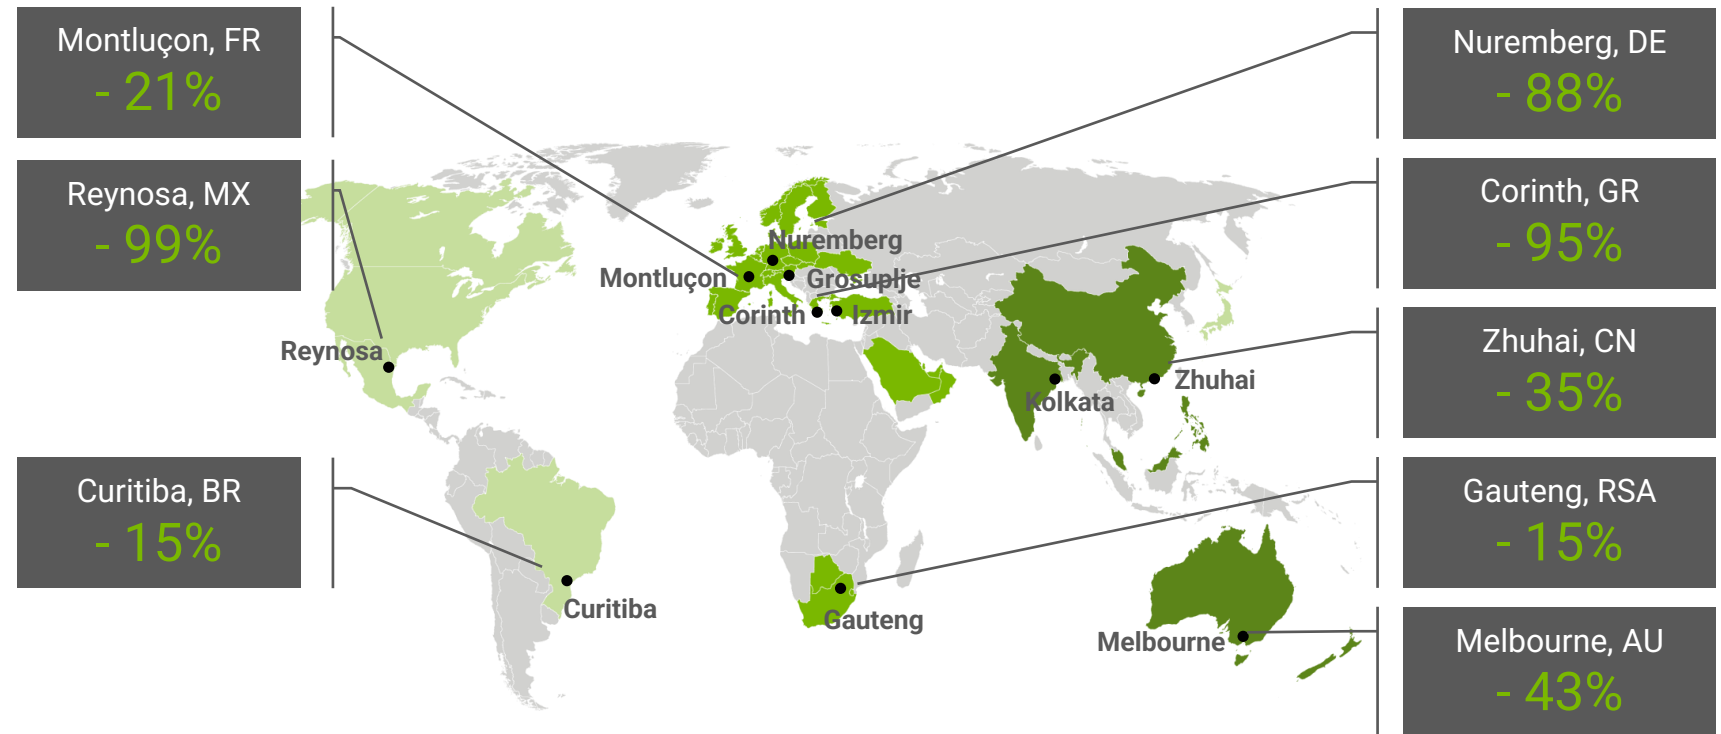 Montluçon, FR
- 21%
Reynosa, MX
- 99%
Curitiba, BR
- 15%
Nuremberg
Montluçon
Grosuplje
Corinth
Izmir
Reynosa
Zhuhai
Kolkata
Curitiba
Gauteng
Melbourne
Nuremberg, DE
- 88%
Corinth, GR
- 95%
Zhuhai, CN
- 35%
Gauteng, RSA
- 15%
Melbourne, AU
- 43%